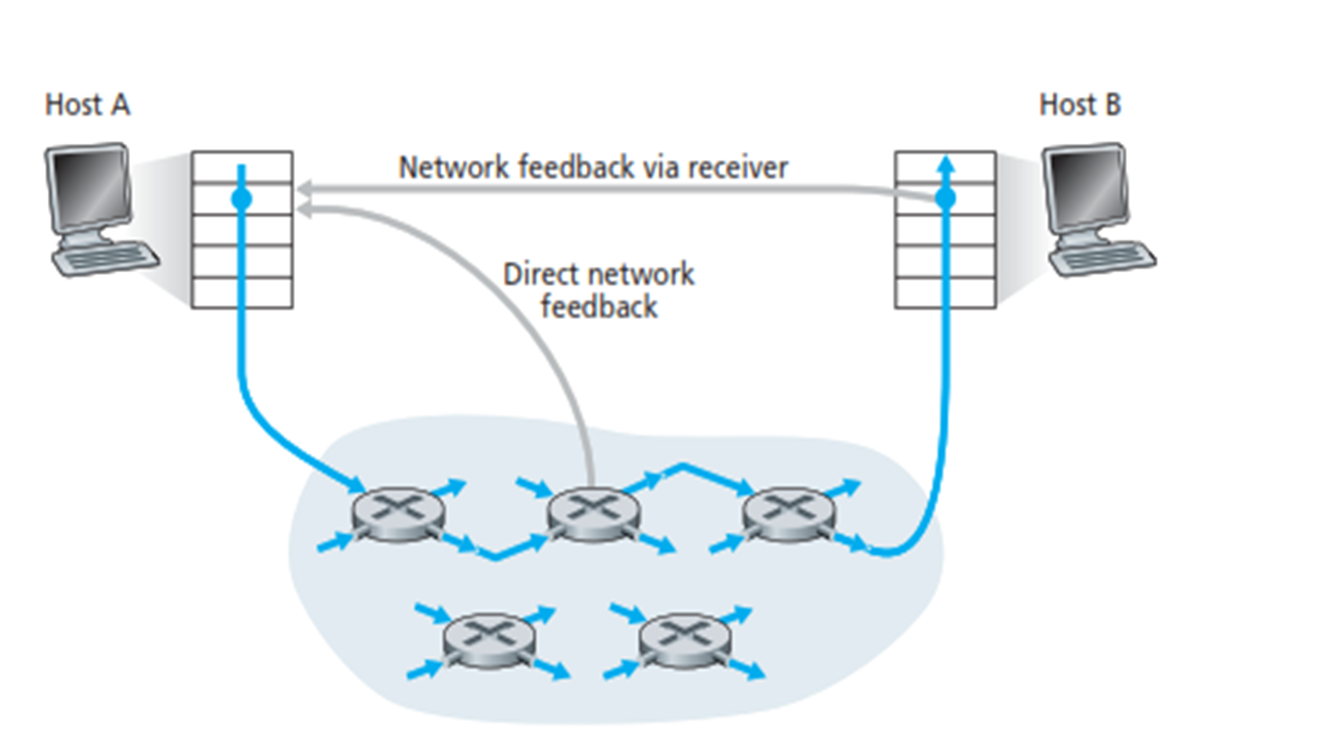 Host A
Host B
Network feedback via receiver
Direct network
feedback